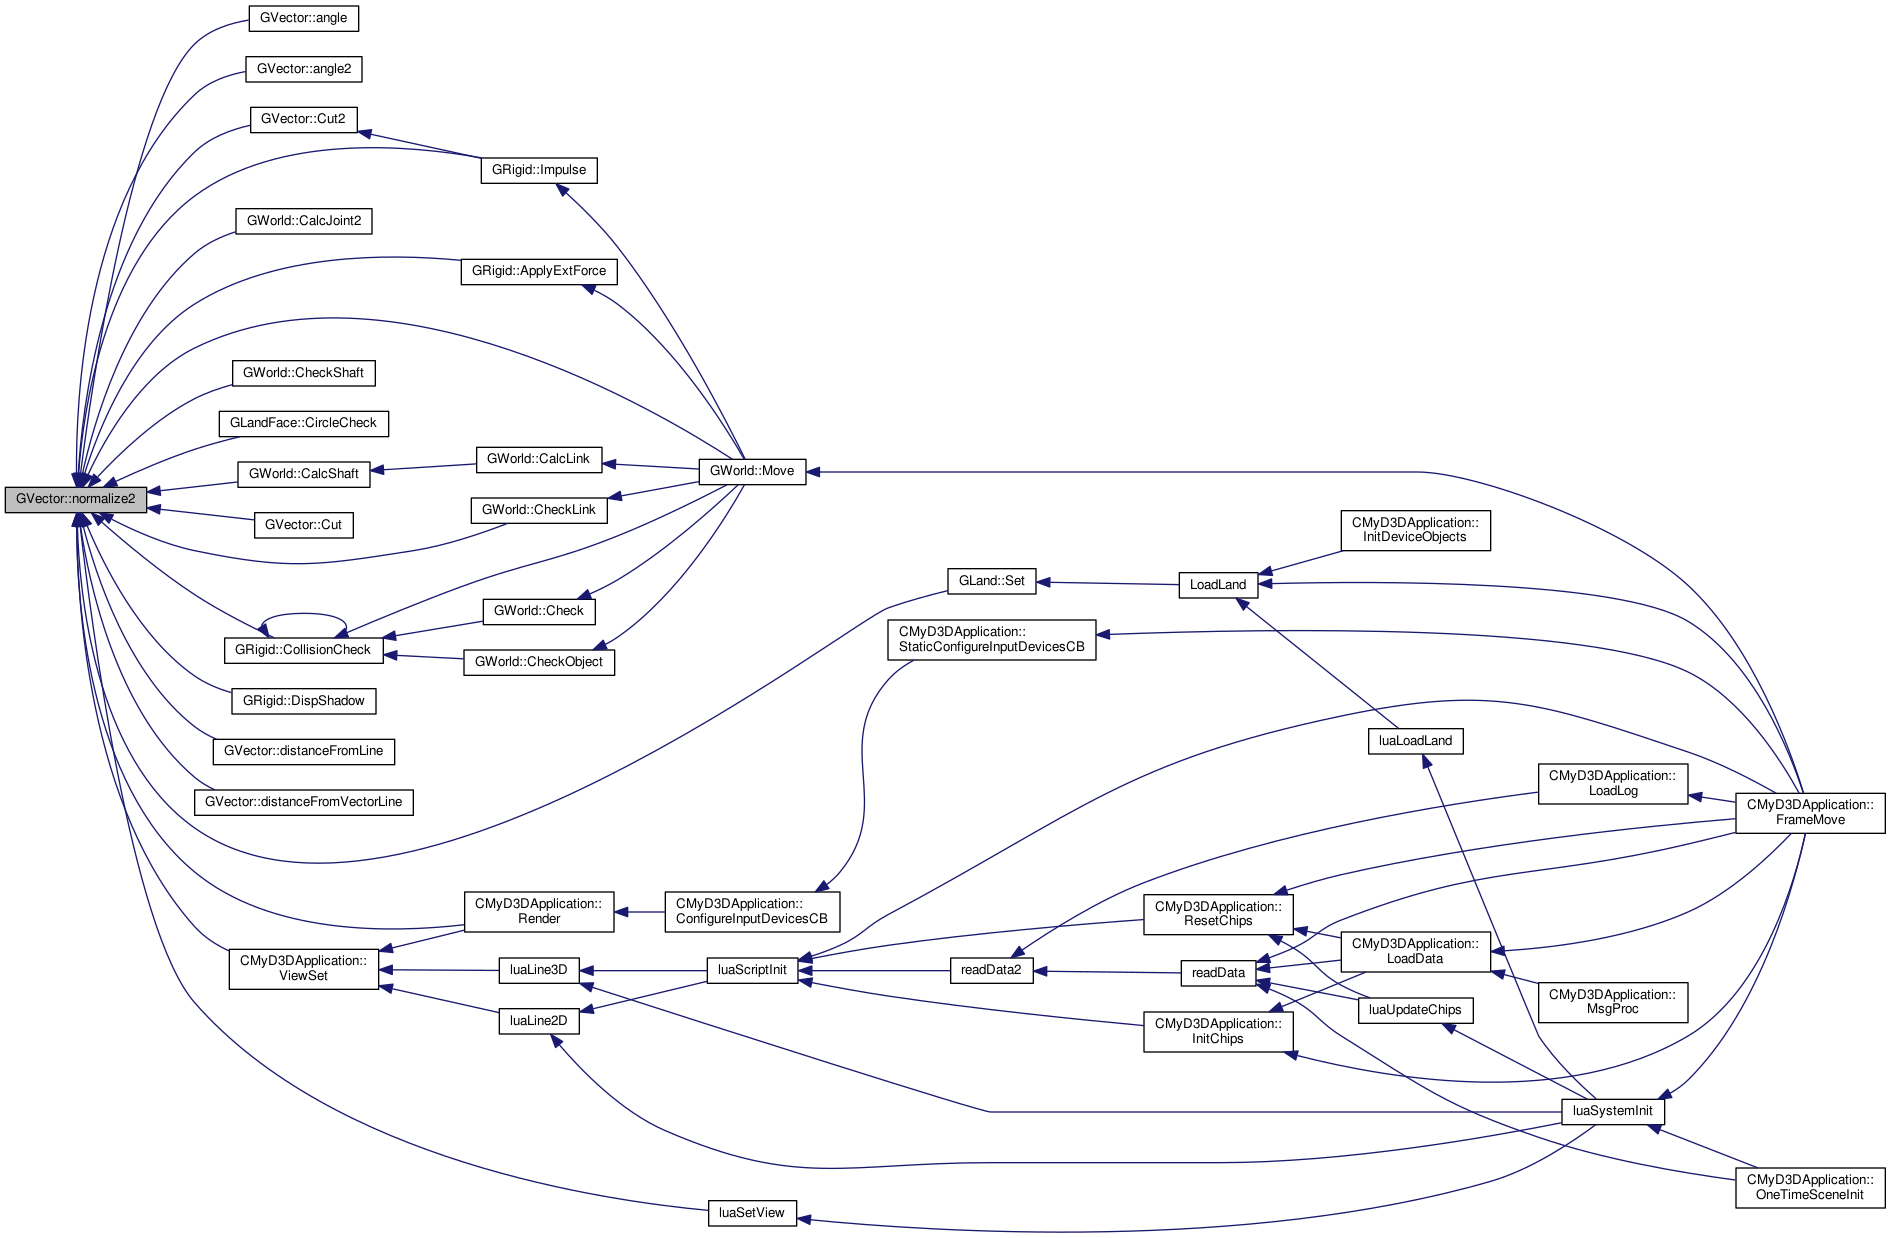 GVector::angle
GVector::angle2
GVector::Cut2
GRigid::Impulse
GWorld::CalcJoint2
GRigid::ApplyExtForce
GWorld::CheckShaft
GLandFace::CircleCheck
GWorld::CalcLink
GWorld::Move
GWorld::CalcShaft
GVector::normalize2
GWorld::CheckLink
GVector::Cut
CMyD3DApplication::
InitDeviceObjects
GLand::Set
LoadLand
GWorld::Check
CMyD3DApplication::
StaticConfigureInputDevicesCB
GRigid::CollisionCheck
GWorld::CheckObject
GRigid::DispShadow
luaLoadLand
GVector::distanceFromLine
CMyD3DApplication::
LoadLog
GVector::distanceFromVectorLine
CMyD3DApplication::
FrameMove
CMyD3DApplication::
Render
CMyD3DApplication::
ConfigureInputDevicesCB
CMyD3DApplication::
ResetChips
CMyD3DApplication::
LoadData
CMyD3DApplication::
ViewSet
luaLine3D
luaScriptInit
readData2
readData
CMyD3DApplication::
MsgProc
luaUpdateChips
luaLine2D
CMyD3DApplication::
InitChips
luaSystemInit
CMyD3DApplication::
OneTimeSceneInit
luaSetView